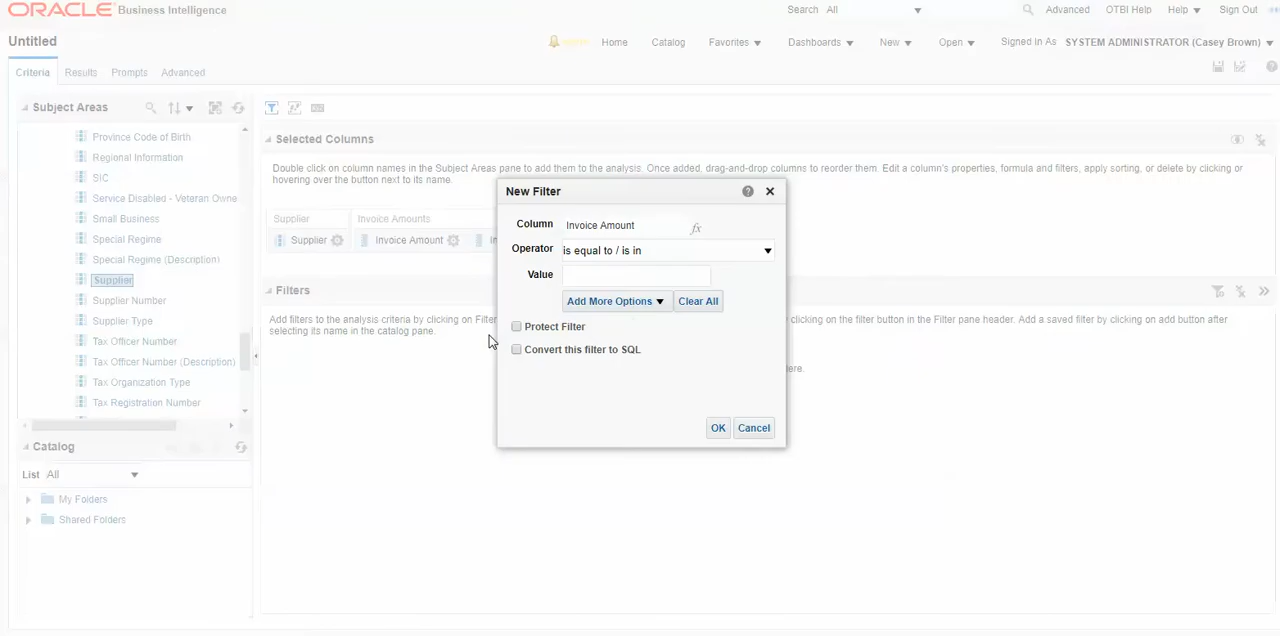 ORACLE Business Intelligence
Search All
Advanced OTBI Help Help Sign Out
Untitled
Home Catalog Favorites Dashboards New Open Signed In As SYSTEM ADMINISTRATOR (Casey Brown)
Criteria Results Prompts Advanced
Subject Areas
Province Code of Birth
Regional Information
SIC
Service Disabled - Veteran Owne
Small Business
Special Regime
Special Regime (Description)
Supplier
Supplier Number
Supplier Type
Tax Officer Number
Tax Officer Number (Description)
Tax Organization Type
Tax Registration Number
Catalog
List All
My Folders
Shared Folders
Selected Columns
Double click on column names in the Subject Areas pane to add them to the analysis. Once added, drag-and-drop columns to reorder them. Edit a column's properties, formula and filters, apply sorting, or delete by clicking or
hovering over the button next to its name.
Supplier Invoice Amounts
Supplier Invoice Amount
Filters
Add filters to the analysis criteria by clicking on Filter
clicking on the filter button in the Filter pane header. Add a saved filter by clicking on add button after
selecting its name in the catalog pane.
New Filter
Column Invoice Amount fx
Operator is equal to / is in
Value
Add More Options Clear All
Protect Filter
Convert this filter to SQL
OK Cancel